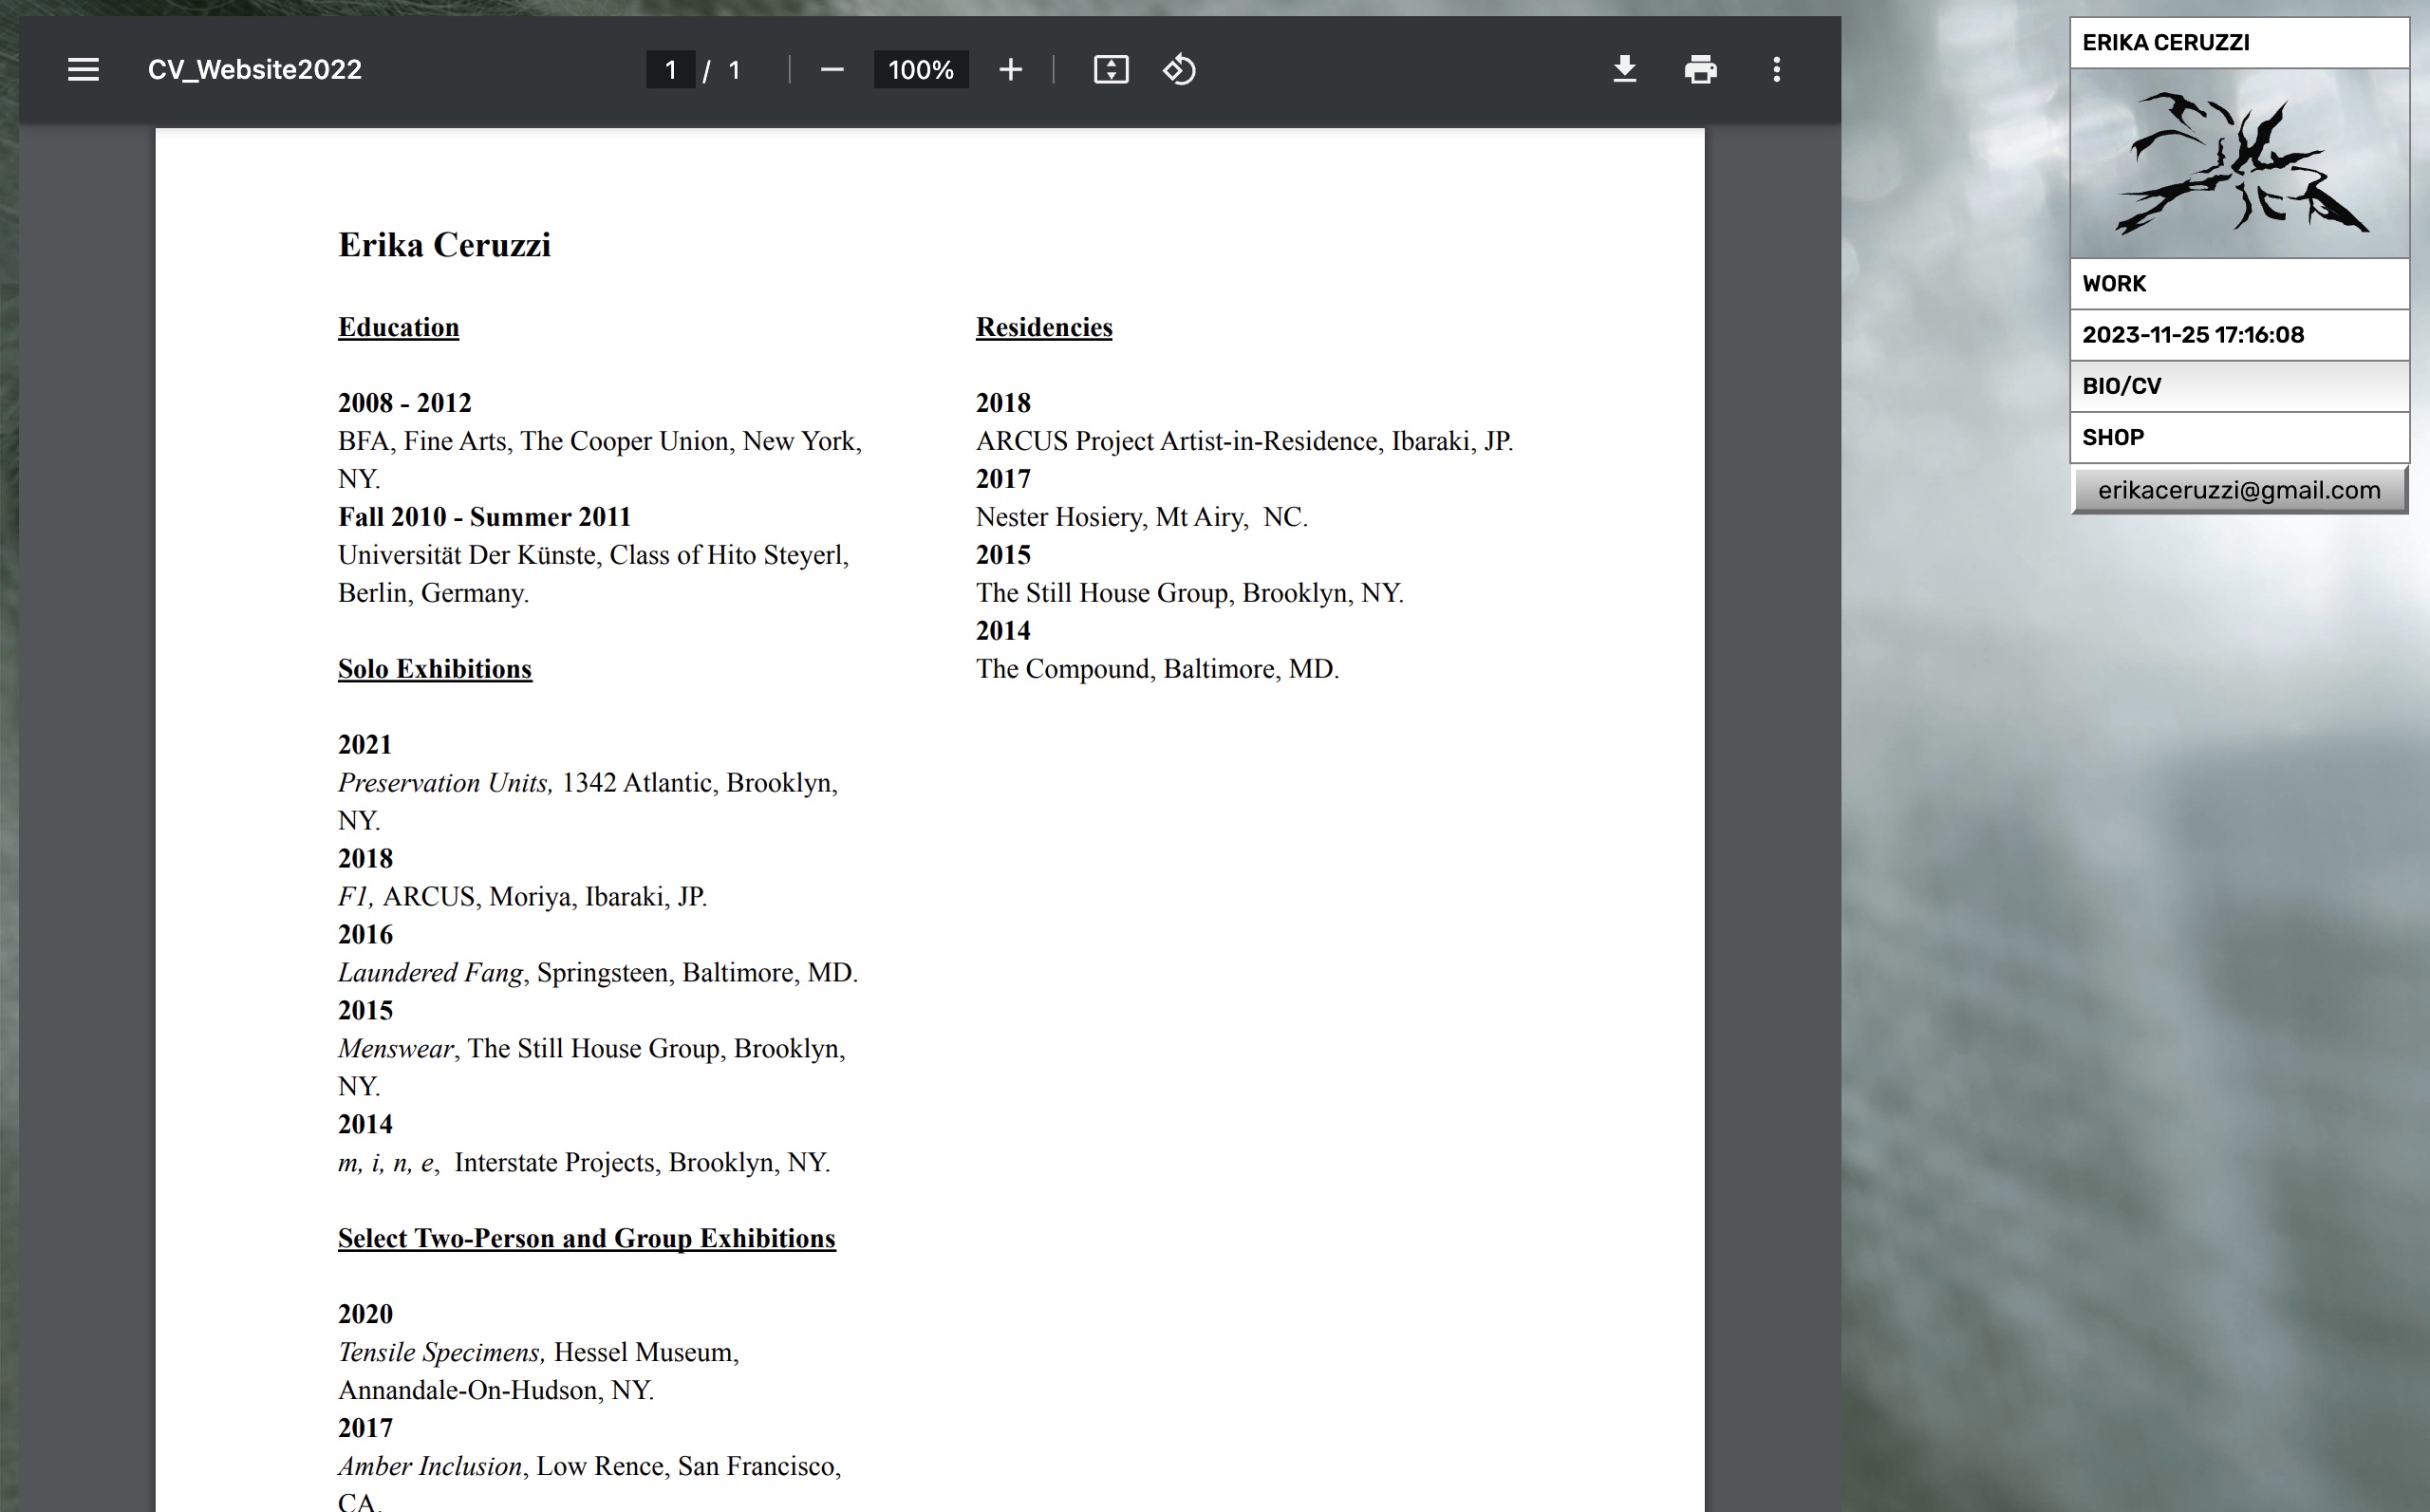 CV_Website2022
1 / 1
100%
Erika Ceruzzi
Education
2008 - 2012
BFA, Fine Arts, The Cooper Union, New York,
NY.
Fall 2010 - Summer 2011
Universität Der Künste, Class of Hito Steyerl,
Berlin, Germany.
Solo Exhibitions
2021
Preservation Units, 1342 Atlantic, Brooklyn,
NY.
2018
F1, ARCUS, Moriya, Ibaraki, JP.
2016
Laundered Fang, Springsteen, Baltimore, MD.
2015
Menswear, The Still House Group, Brooklyn,
NY.
2014
m, i, n, e,  Interstate Projects, Brooklyn, NY.
Select Two-Person and Group Exhibitions
2020
Tensile Specimens, Hessel Museum,
Annandale-On-Hudson, NY.
2017
Amber Inclusion, Low Rence, San Francisco,
CA.
Residencies
2018
ARCUS Project Artist-in-Residence, Ibaraki, JP.
2017
Nester Hosiery, Mt Airy,  NC.
2015
The Still House Group, Brooklyn, NY.
2014
The Compound, Baltimore, MD.
ERIKA CERUZZI
WORK
2023-11-25 17:16:08
BIO/CV
SHOP
erikaceruzzi@gmail.com